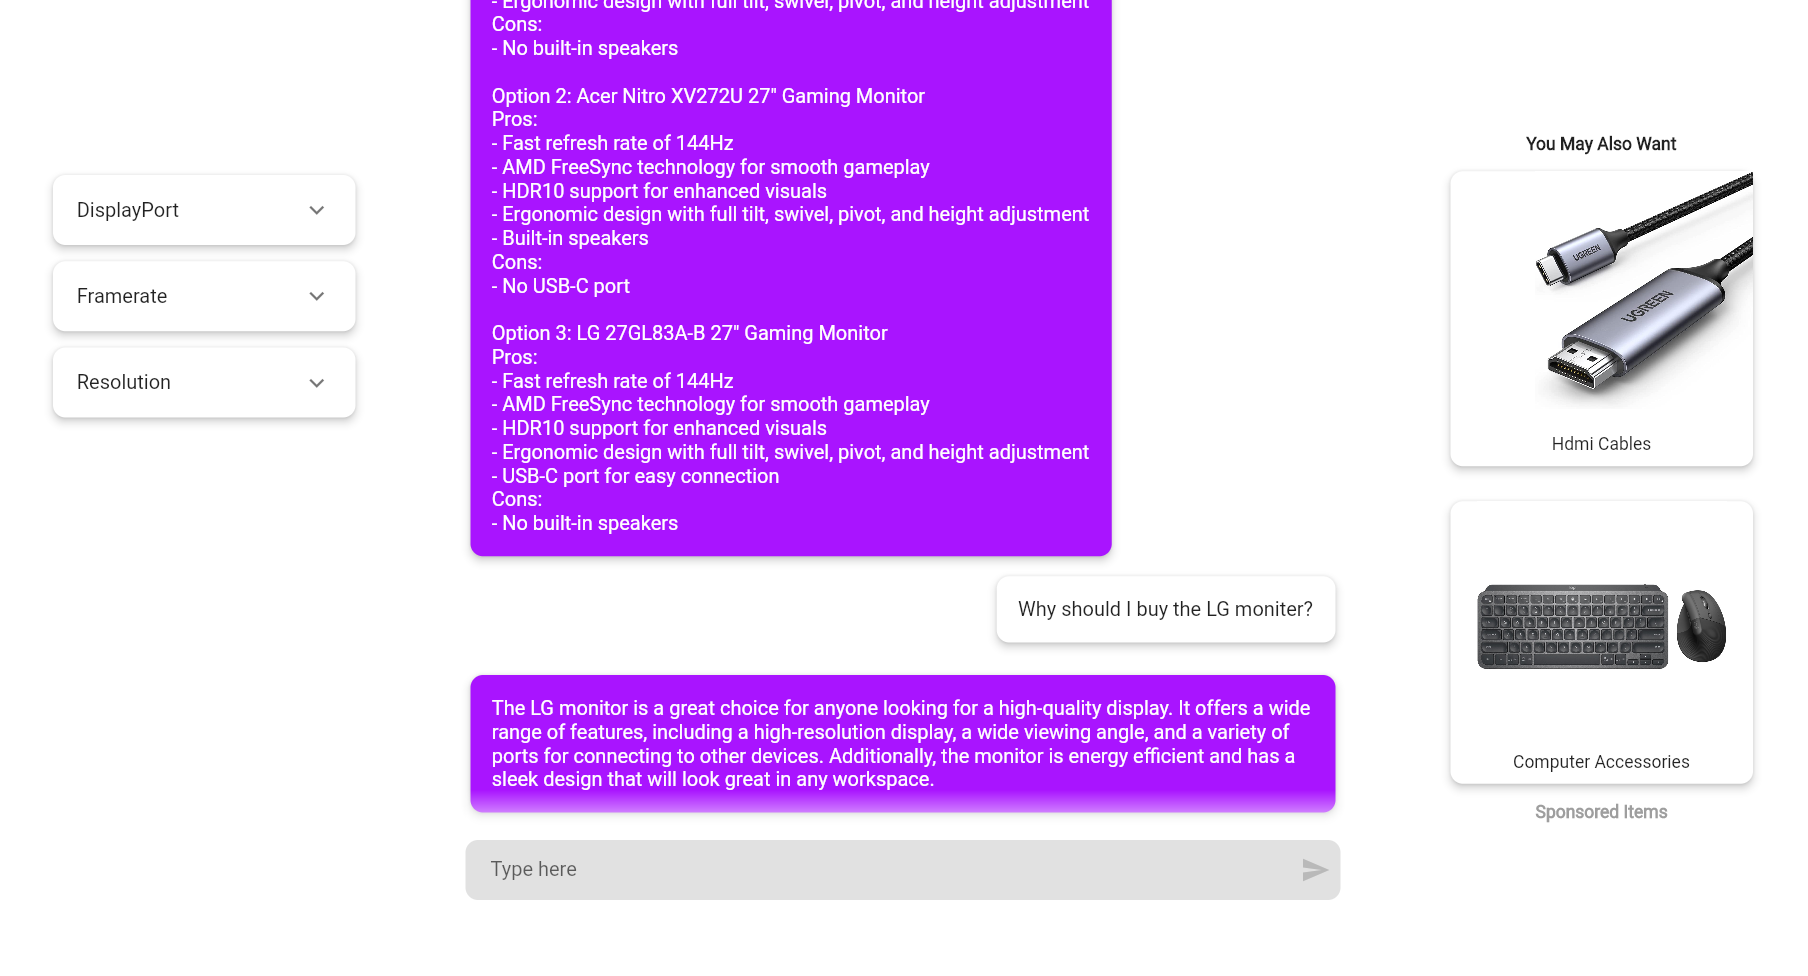 - Ergonomic design with full tilt, swivel, pivot, and height adjustment
Cons:
- No built-in speakers
Option 2: Acer Nitro XV272U 27" Gaming Monitor
Pros:
- Fast refresh rate of 144Hz
- AMD FreeSync technology for smooth gameplay
- HDR10 support for enhanced visuals
- Ergonomic design with full tilt, swivel, pivot, and height adjustment
- Built-in speakers
Cons:
- No USB-C port
Option 3: LG 27GL83A-B 27" Gaming Monitor
Pros:
- Fast refresh rate of 144Hz
- AMD FreeSync technology for smooth gameplay
- HDR10 support for enhanced visuals
- Ergonomic design with full tilt, swivel, pivot, and height adjustment
- USB-C port for easy connection
Cons:
- No built-in speakers
Why should I buy the LG moniter?
The LG monitor is a great choice for anyone looking for a high-quality display. It offers a wide
range of features, including a high-resolution display, a wide viewing angle, and a variety of
ports for connecting to other devices. Additionally, the monitor is energy efficient and has a
sleek design that will look great in any workspace.
Type here
DisplayPort
Framerate
Resolution
You May Also Want
UGREEN
UGREEN
Hdmi Cables
Computer Accessories
Sponsored Items